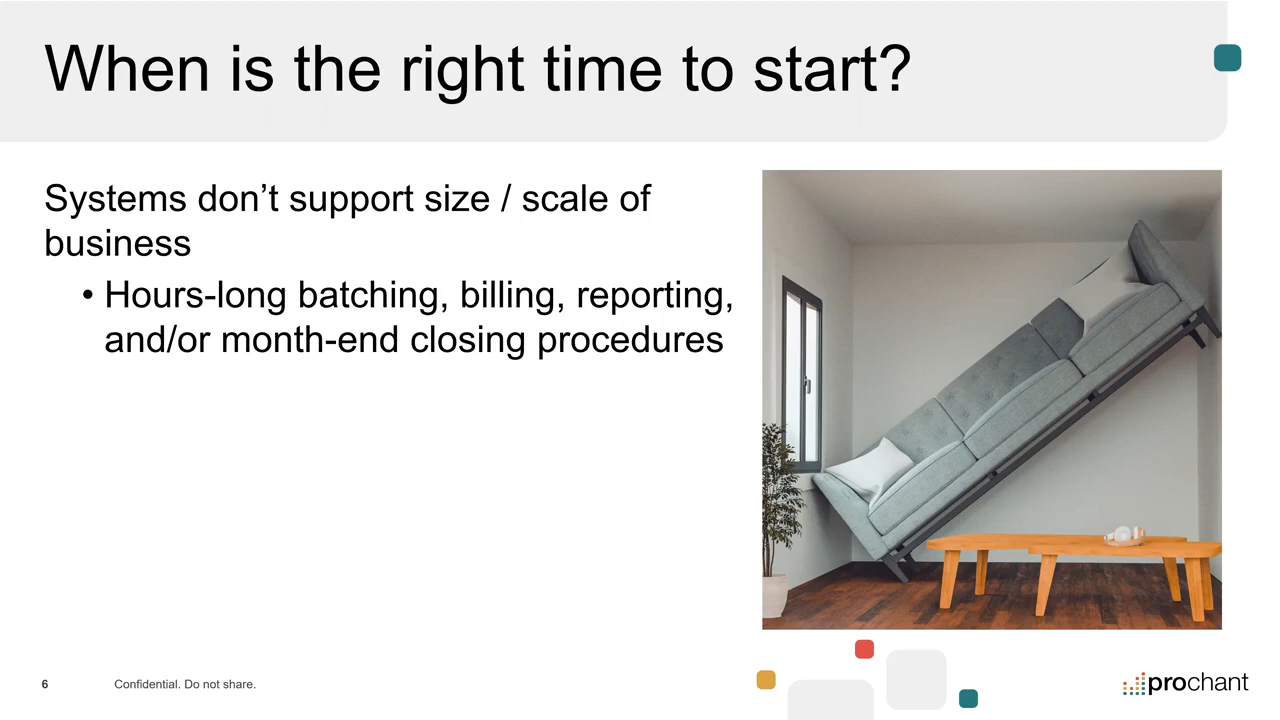 When is the right time to start?
Systems don’t support size / scale of
business
• Hours-long batching, billing, reporting,
and/or month-end closing procedures
6
Confidential. Do not share.
prochant